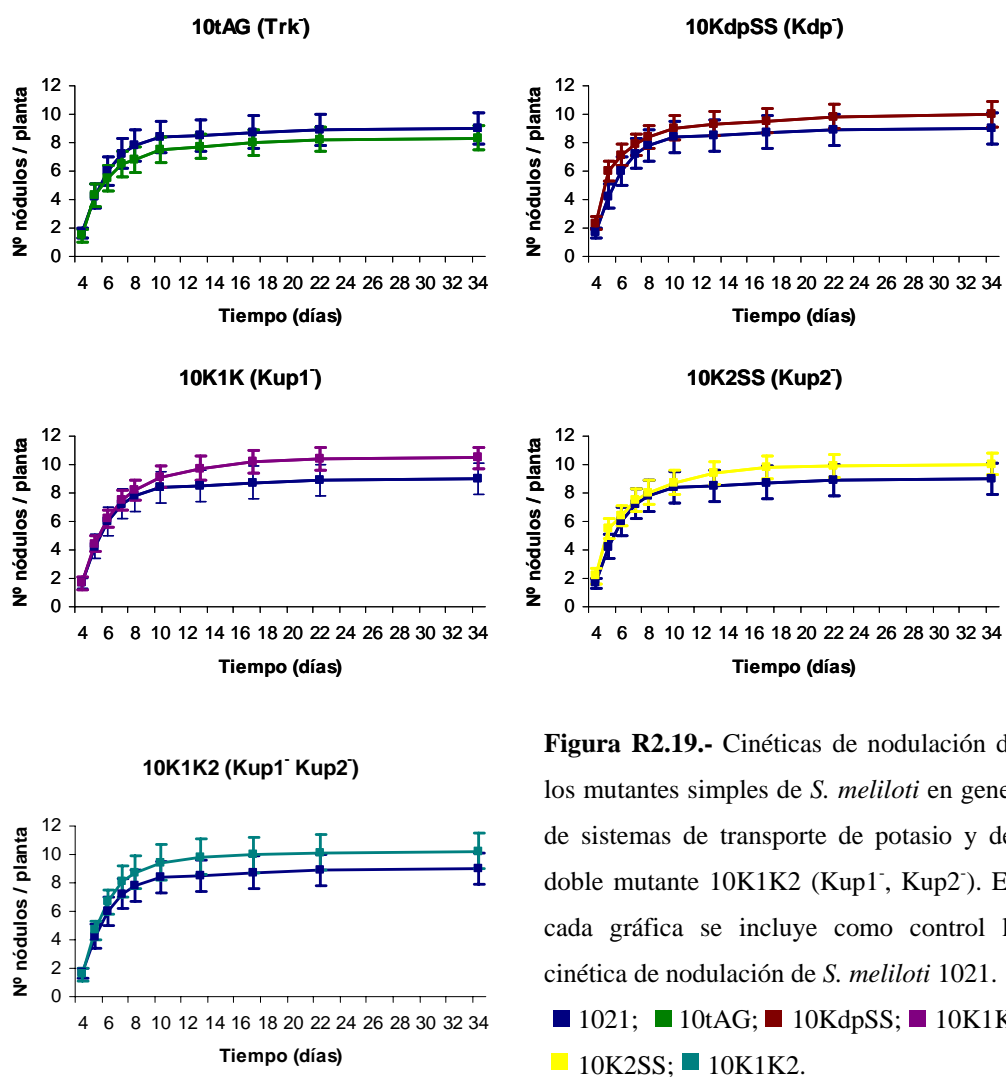 10tAG (Trk⁻)
12
10
8
6
4
2
0
Nº nódulos / planta
4 6 8 10 12 14 16 18 20 22 24 26 28 30 32 34
Tiempo (días)
10KdpSS (Kdp⁻)
12
10
8
6
4
2
0
Nº nódulos / planta
4 6 8 10 12 14 16 18 20 22 24 26 28 30 32 34
Tiempo (días)
10K1K (Kup1⁻)
12
10
8
6
4
2
0
Nº nódulos / planta
4 6 8 10 12 14 16 18 20 22 24 26 28 30 32 34
Tiempo (días)
10K2SS (Kup2⁻)
12
10
8
6
4
2
0
Nº nódulos / planta
4 6 8 10 12 14 16 18 20 22 24 26 28 30 32 34
Tiempo (días)
10K1K2 (Kup1⁻ Kup2⁻)
12
10
8
6
4
2
0
Nº nódulos / planta
4 6 8 10 12 14 16 18 20 22 24 26 28 30 32 34
Tiempo (días)
Figura R2.19.- Cinéticas de nodulación d
los mutantes simples de S. meliloti en gene
de sistemas de transporte de potasio y de
doble mutante 10K1K2 (Kup1⁻, Kup2⁻). E
cada gráfica se incluye como control l
cinética de nodulación de S. meliloti 1021.
1021; 10tAG; 10KdpSS; 10K1K
10K2SS; 10K1K2.